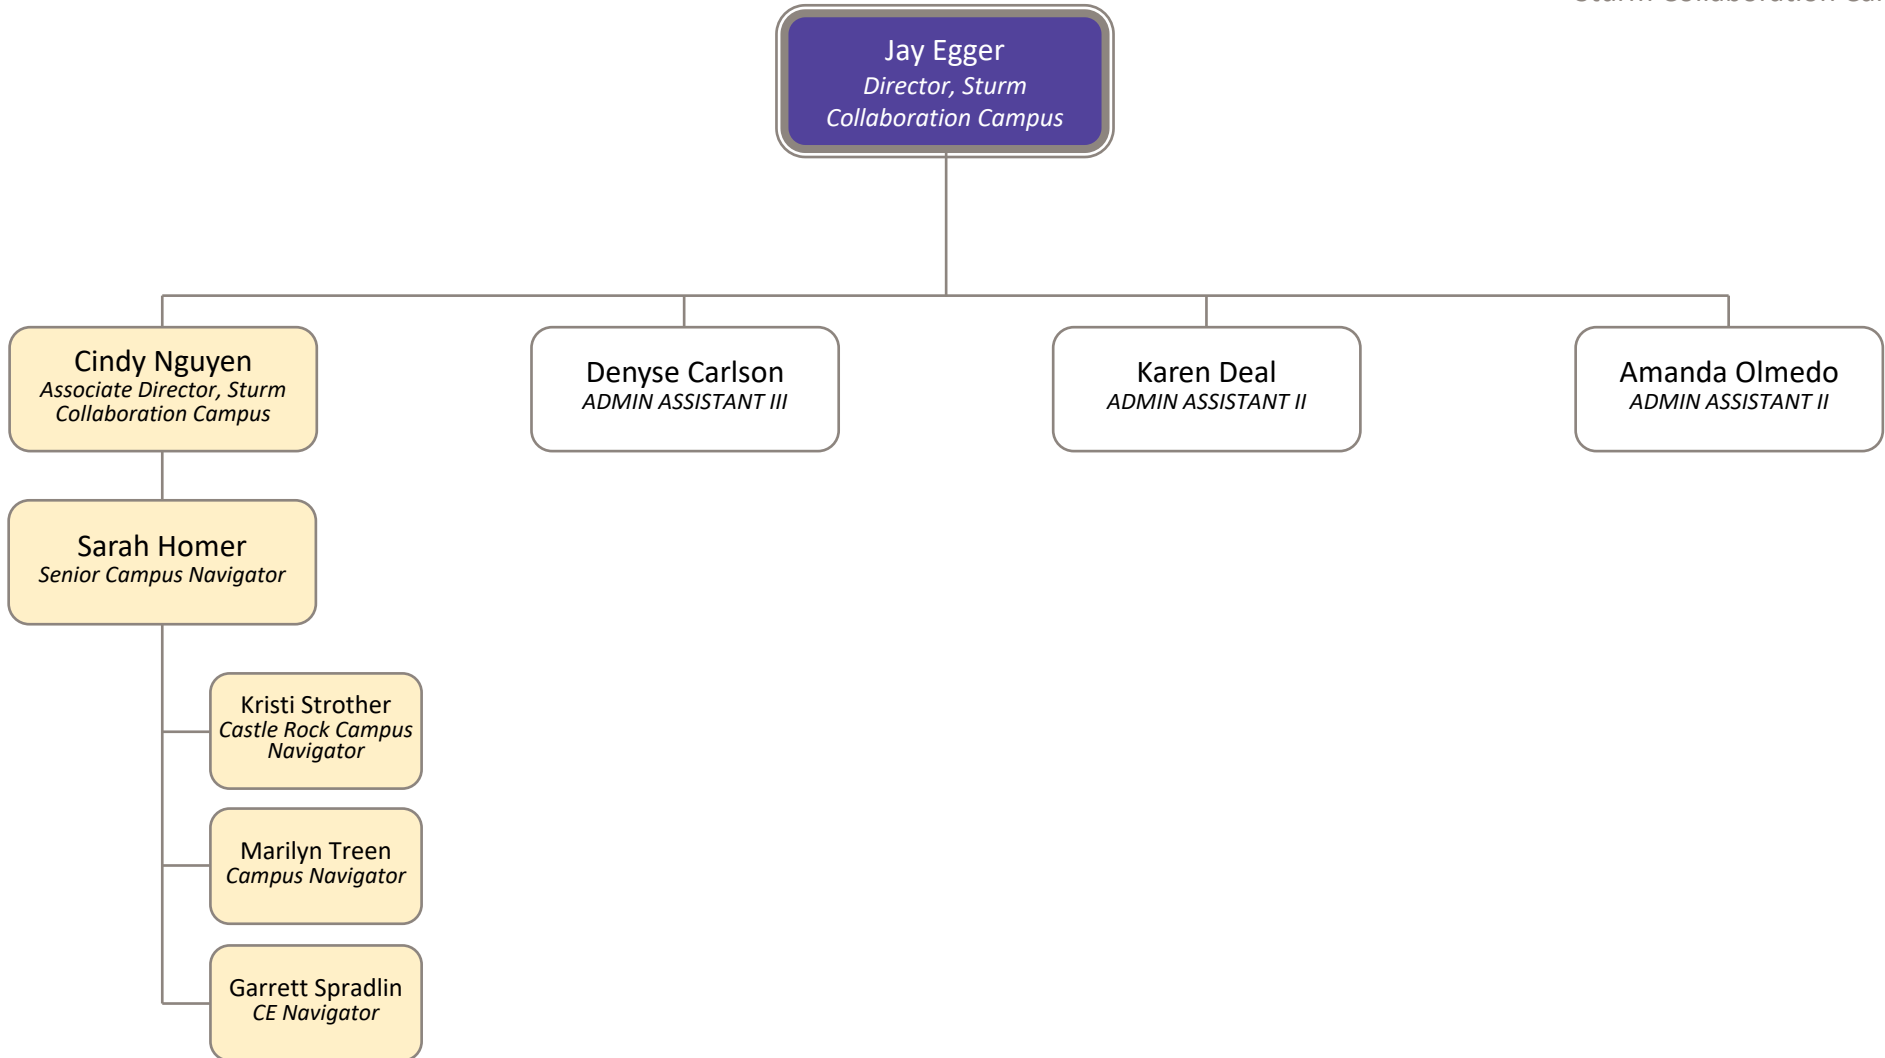 Sturm Collaboration
Jay Egger
Director, Sturm
Collaboration Campus
Cindy Nguyen
Associate Director, Sturm
Collaboration Campus
Denyse Carlson
ADMIN ASSISTANT III
Karen Deal
ADMIN ASSISTANT II
Amanda Olmedo
ADMIN ASSISTANT II
Sarah Homer
Senior Campus Navigator
Kristi Strother
Castle Rock Campus
Navigator
Marilyn Treen
Campus Navigator
Garrett Spradlin
CE Navigator